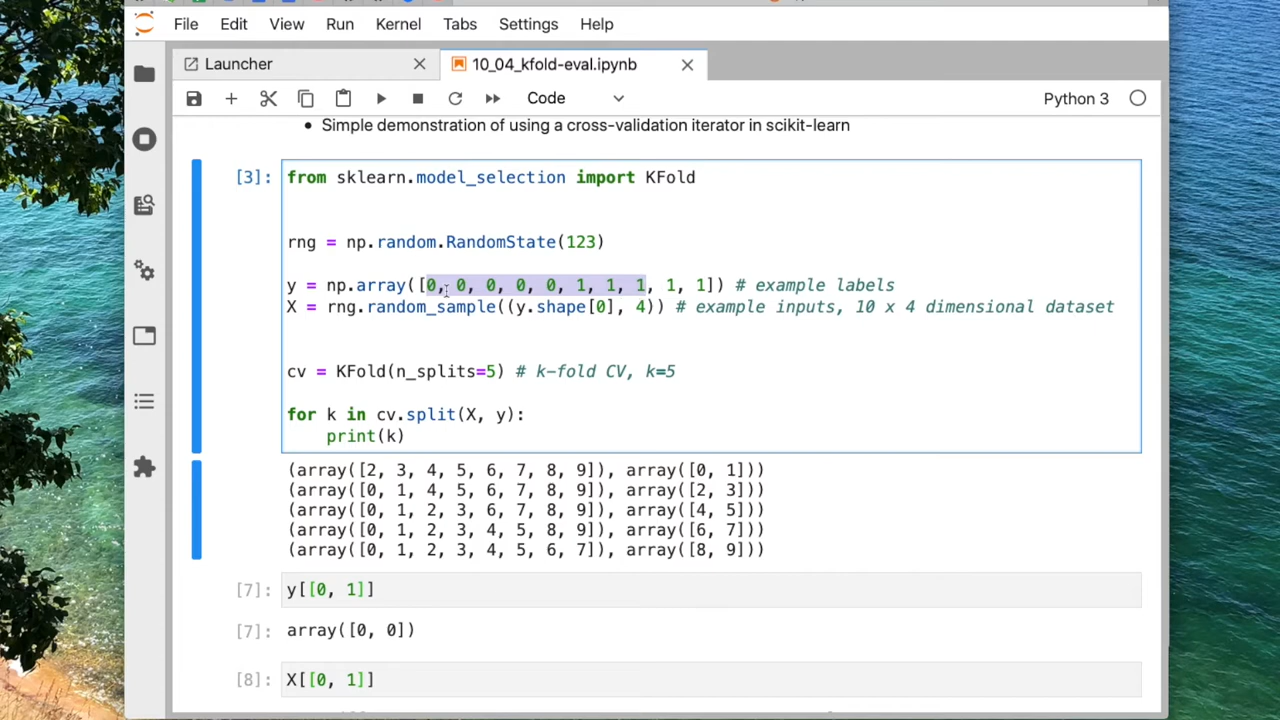 File Edit View Run Kernel Tabs Settings Help
Launcher 10_04_kfold-eval.ipynb
Code Python 3
• Simple demonstration of using a cross-validation iterator in scikit-learn
[3]: from sklearn.model_selection import KFold
rng = np.random.RandomState(123)
y = np.array([0, 0, 0, 0, 0, 1, 1, 1, 1, 1]) # example labels
X = rng.random_sample((y.shape[0], 4)) # example inputs, 10 x 4 dimensional dataset
cv = KFold(n_splits=5) # k-fold CV, k=5
for k in cv.split(X, y):
    print(k)
(array([2, 3, 4, 5, 6, 7, 8, 9]), array([0, 1]))
(array([0, 1, 4, 5, 6, 7, 8, 9]), array([2, 3]))
(array([0, 1, 2, 3, 6, 7, 8, 9]), array([4, 5]))
(array([0, 1, 2, 3, 4, 5, 8, 9]), array([6, 7]))
(array([0, 1, 2, 3, 4, 5, 6, 7]), array([8, 9]))
[7]: y[[0, 1]]
[7]: array([0, 0])
[8]: X[[0, 1]]